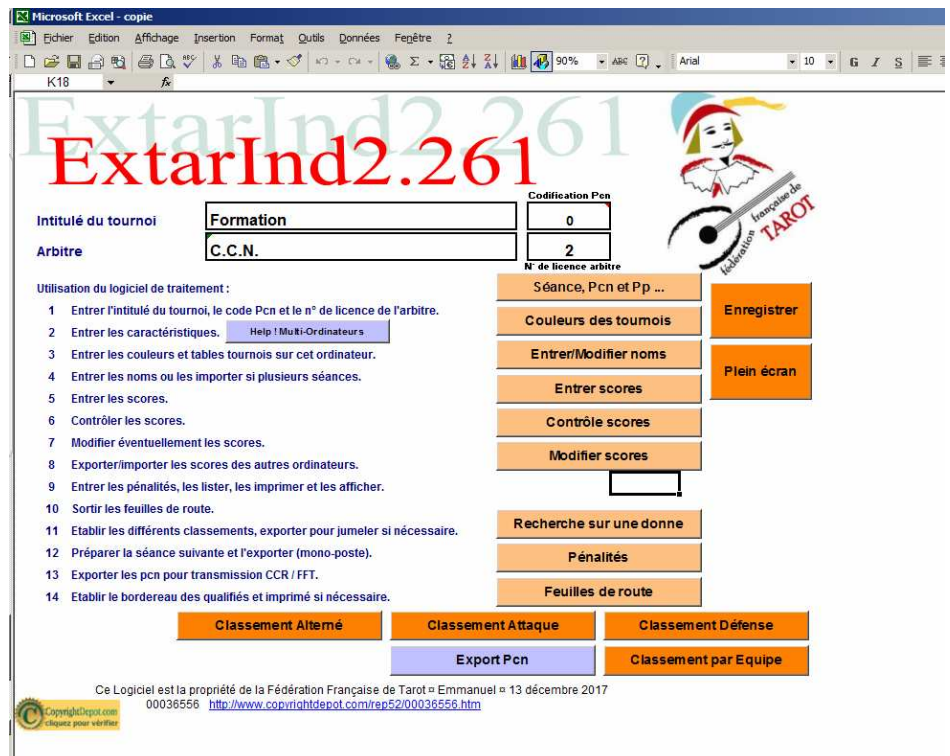 Microsoft Excel - copie
Fichier Edition Affichage Insertion Format Outils Données Fenêtre ?
90% Arial 10 G I S
K18 fx
ExtarInd2.261
ExtarInd2.261
Codification Pcn
Intitulé du tournoi Formation 0
Arbitre C.C.N. 2
N° de licence arbitre
fédération française de TAROT
Utilisation du logiciel de traitement :
1 Entrer l'intitulé du tournoi, le code Pcn et le n° de licence de l'arbitre.
2 Entrer les caractéristiques. Help ! Multi-Ordinateurs
3 Entrer les couleurs et tables tournois sur cet ordinateur.
4 Entrer les noms ou les importer si plusieurs séances.
5 Entrer les scores.
6 Contrôler les scores.
7 Modifier éventuellement les scores.
8 Exporter/importer les scores des autres ordinateurs.
9 Entrer les pénalités, les lister, les imprimer et les afficher.
10 Sortir les feuilles de route.
11 Etablir les différents classements, exporter pour jumeler si nécessaire.
12 Préparer la séance suivante et l'exporter (mono-poste).
13 Exporter les pcn pour transmission CCR / FFT.
14 Etablir le bordereau des qualifiés et imprimé si nécessaire.
Séance, Pcn et Pp ...
Couleurs des tournois
Entrer/Modifier noms
Entrer scores
Contrôle scores
Modifier scores
Recherche sur une donne
Pénalités
Feuilles de route
Enregistrer
Plein écran
Classement Alterné Classement Attaque Classement Défense
Export Pcn Classement par Equipe
Ce Logiciel est la propriété de la Fédération Française de Tarot ¤ Emmanuel ¤ 13 décembre 2017
00036556 http://www.copyrightdepot.com/rep52/00036556.htm
CopyrightDepot.com
cliquez pour vérifier